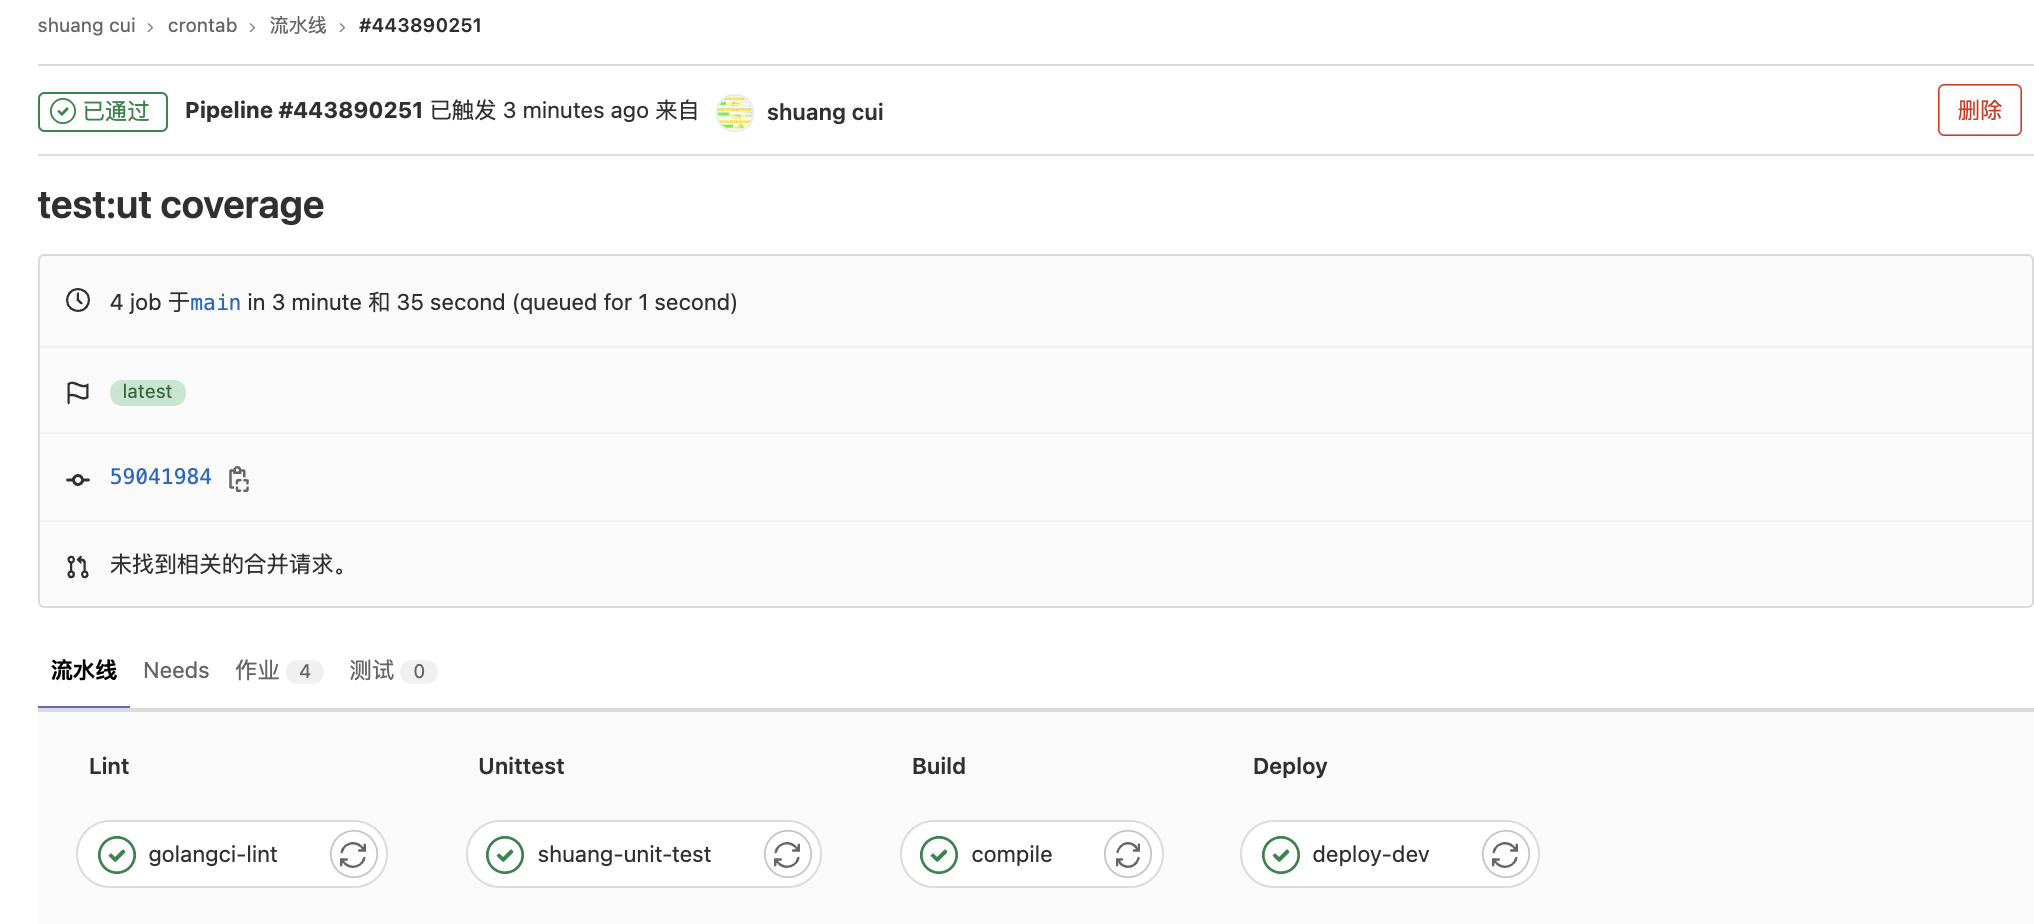 shuang cui › crontab › 流水线 › #443890251
已通过 Pipeline #443890251 已触发 3 minutes ago 来自 shuang cui 删除
test:ut coverage
4 job 于main in 3 minute 和 35 second (queued for 1 second)
latest
59041984
未找到相关的合并请求。
流水线 Needs 作业 4 测试 0
Lint Unittest Build Deploy
golangci-lint shuang-unit-test compile deploy-dev